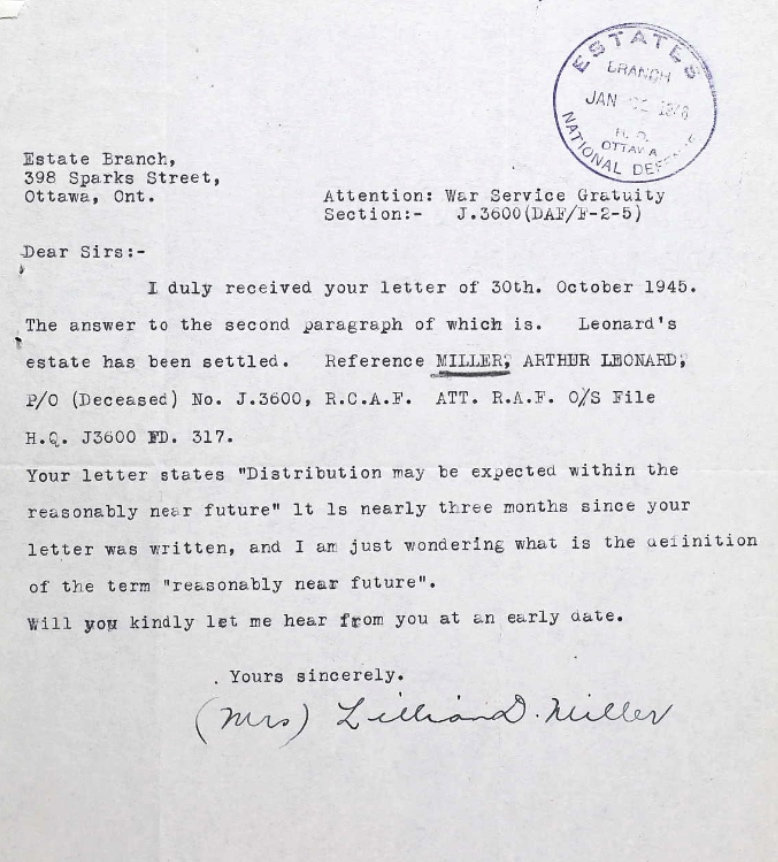 ESTATES
BRANCH
JAN 1946
H. Q.
OTTAWA
NATIONAL DEFENSE
Estate Branch,
398 Sparks Street,
Ottawa, Ont.
Attention: War Service Gratuity
Section:- J.3600(DAF/F-2-5)
Dear Sirs:-
I duly received your letter of 30th. October 1945.
The answer to the second paragraph of which is. Leonard's
estate has been settled. Reference MILLER, ARTHUR LEONARD,
P/O (Deceased) No. J.3600, R.C.A.F. ATT. R.A.F. O/S File
H.Q. J3600 FD. 317.
Your letter states "Distribution may be expected within the
reasonably near future" lt ls nearly three months since your
letter was written, and I am just wondering what is the definition
of the term "reasonably near future".
Will you kindly let me hear from you at an early date.
. Yours sincerely.
(Mrs) Lillian D. Miller